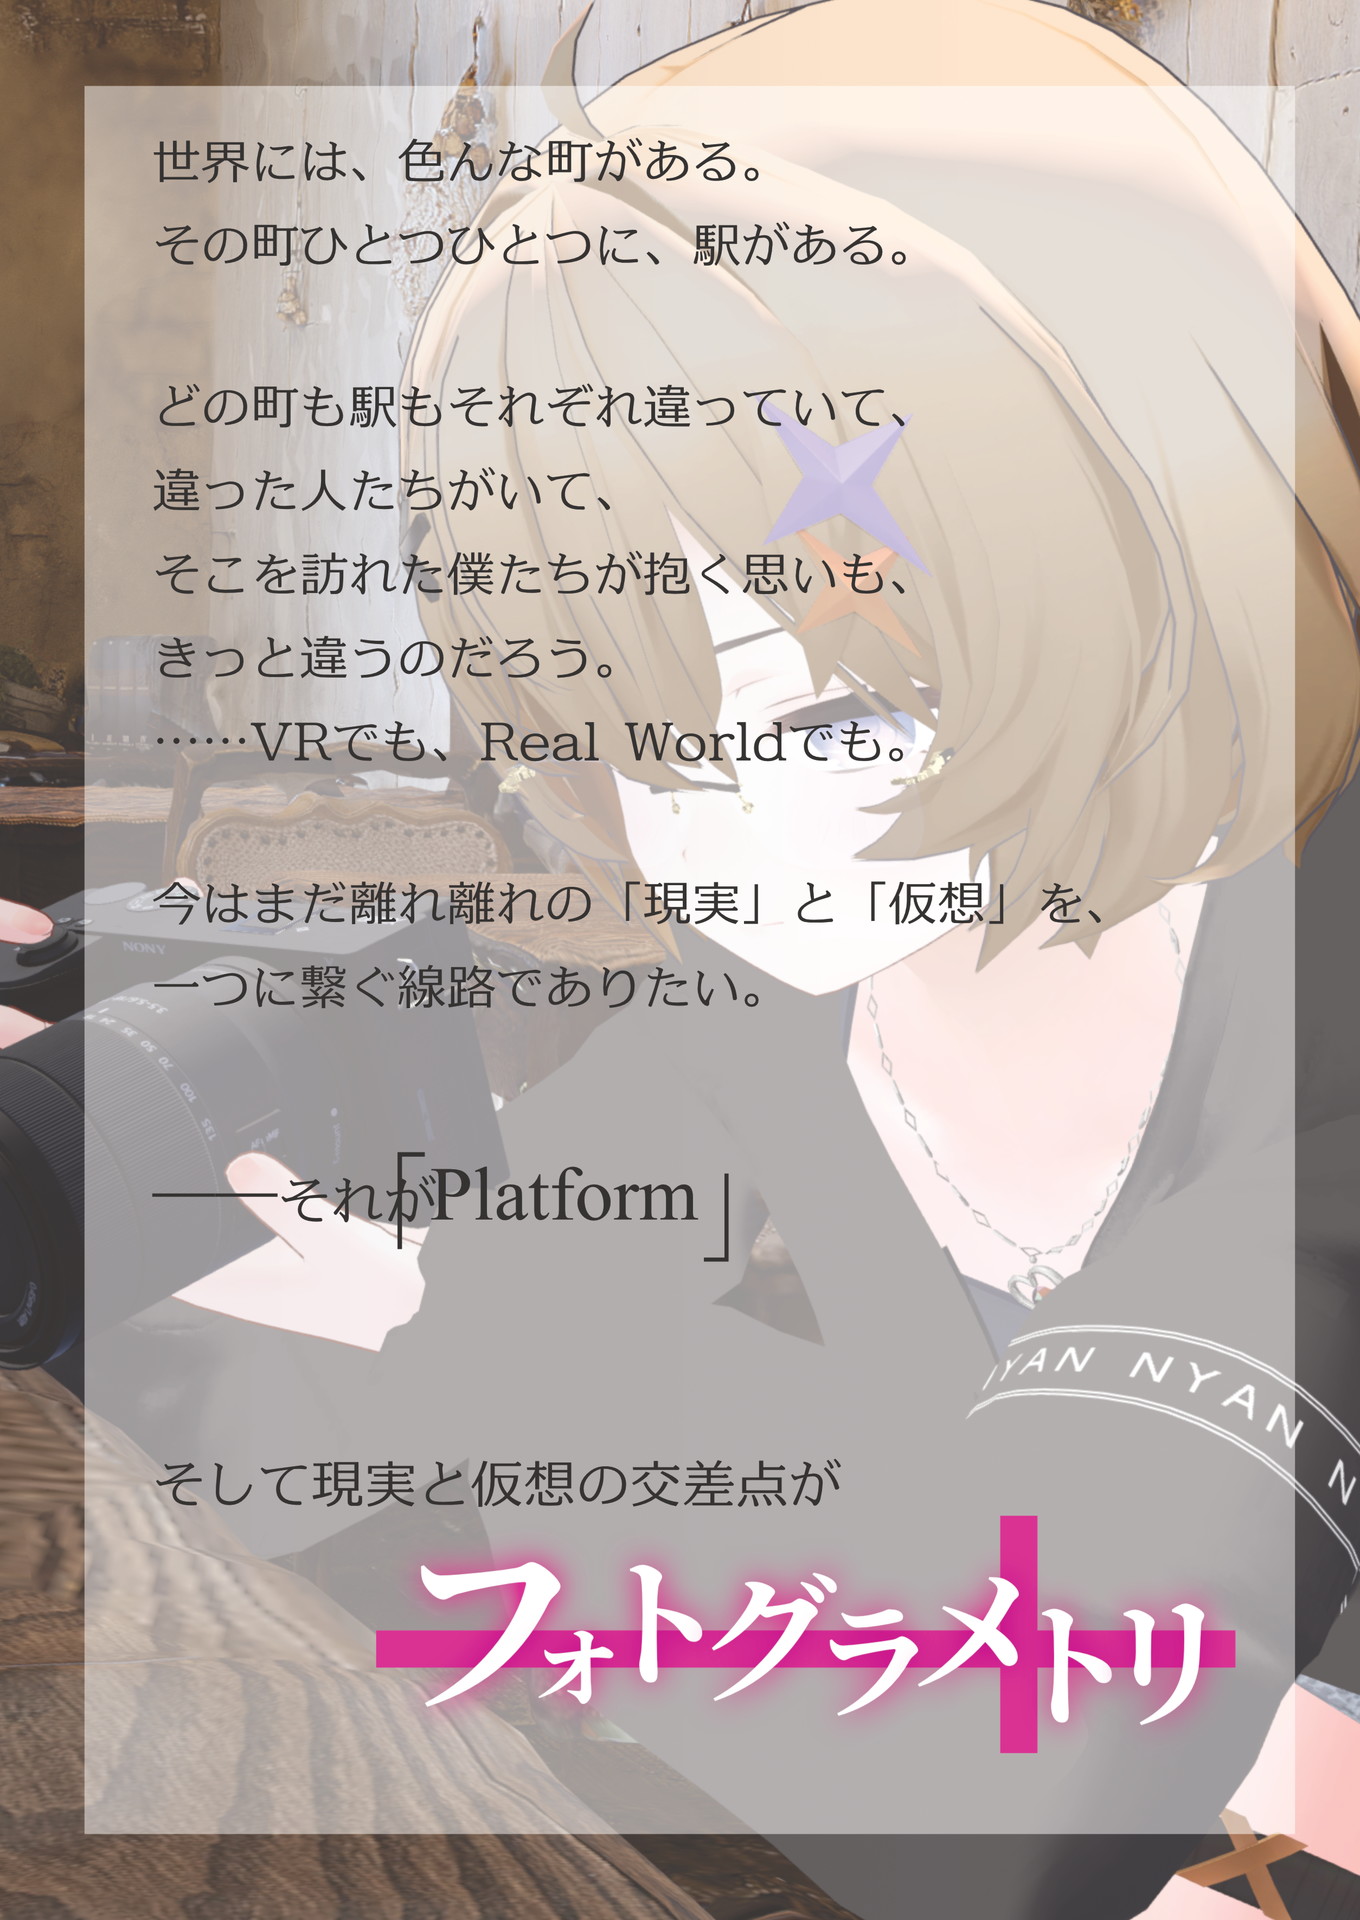 世界には、色んな町がある。
その町ひとつひとつに、駅がある。
どの町も駅もそれぞれ違っていて、
違った人たちがいて、
そこを訪れた僕たちが抱く思いも、
きっと違うのだろう。
……VRでも、Real Worldでも。
今はまだ離れ離れの「現実」と「仮想」を、
一つに繋ぐ線路でありたい。
NONY
35 50 70 100 135
――それが「Platform」
NYAN NYAN N
そして現実と仮想の交差点が
フォトグラメトリ